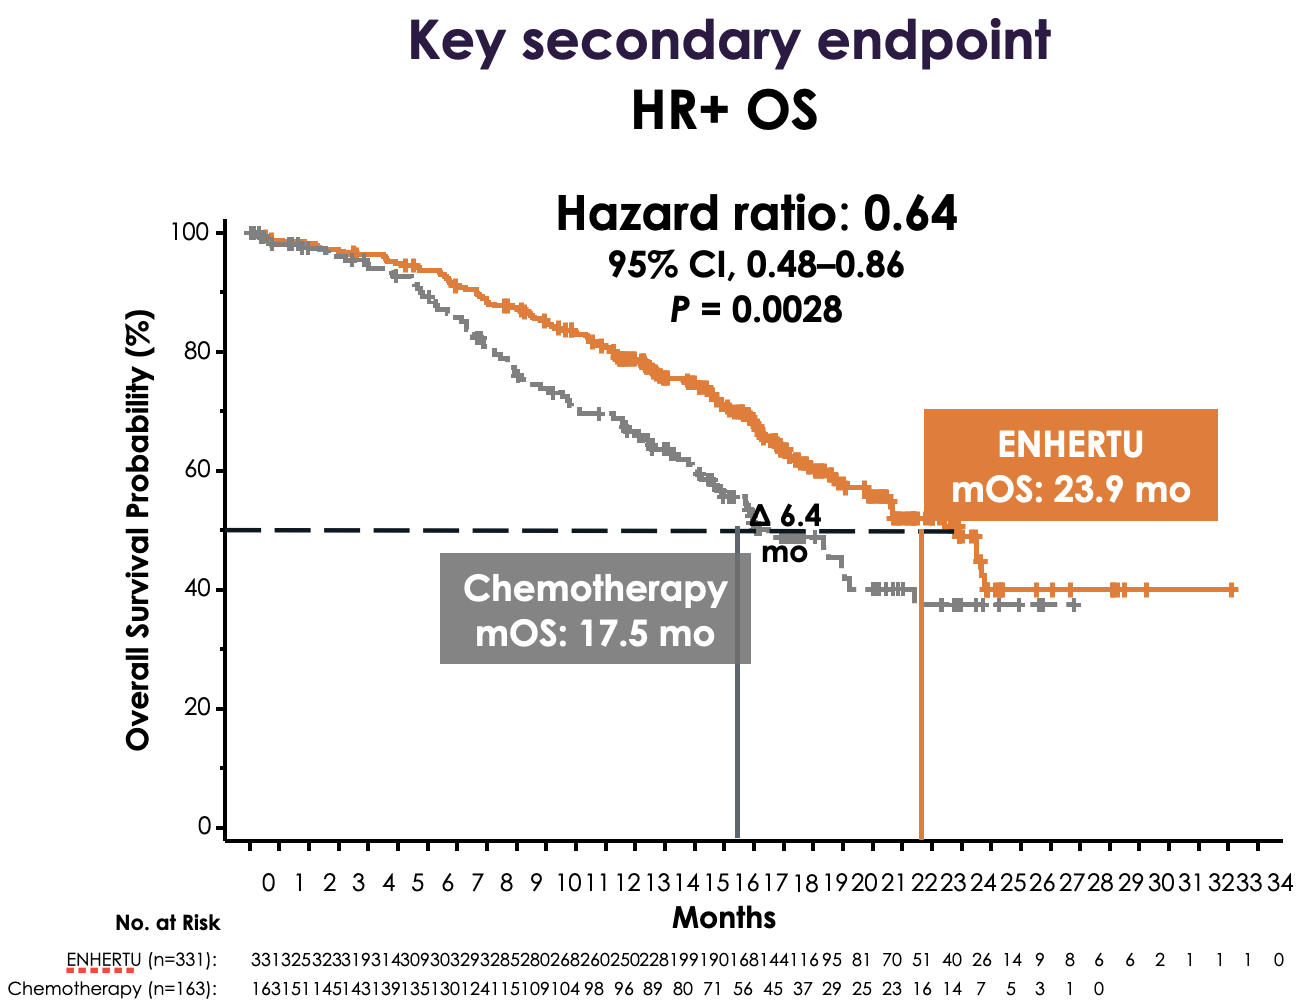 Key secondary endpoint
HR+ OS
Hazard ratio: 0.64
95% CI, 0.48–0.86
P = 0.0028
Overall Survival Probability (%)
100
80
60
40
20
0
ENHERTU
mOS: 23.9 mo
Δ 6.4
mo
Chemotherapy
mOS: 17.5 mo
0 1 2 3 4 5 6 7 8 9 10 11 12 13 14 15 16 17 18 19 20 21 22 23 24 25 26 27 28 29 30 31 32 33 34
Months
No. at Risk
ENHERTU (n=331): 331 325 323 319 314 309 303 293 285 280 268 260 250 228 199 190 168 144 116 95 81 70 51 40 26 14 9 8 6 6 2 1 1 1 0
Chemotherapy (n=163): 163 151 145 143 139 135 130 124 115 109 104 98 96 89 80 71 56 45 37 29 25 23 16 14 7 5 3 1 0